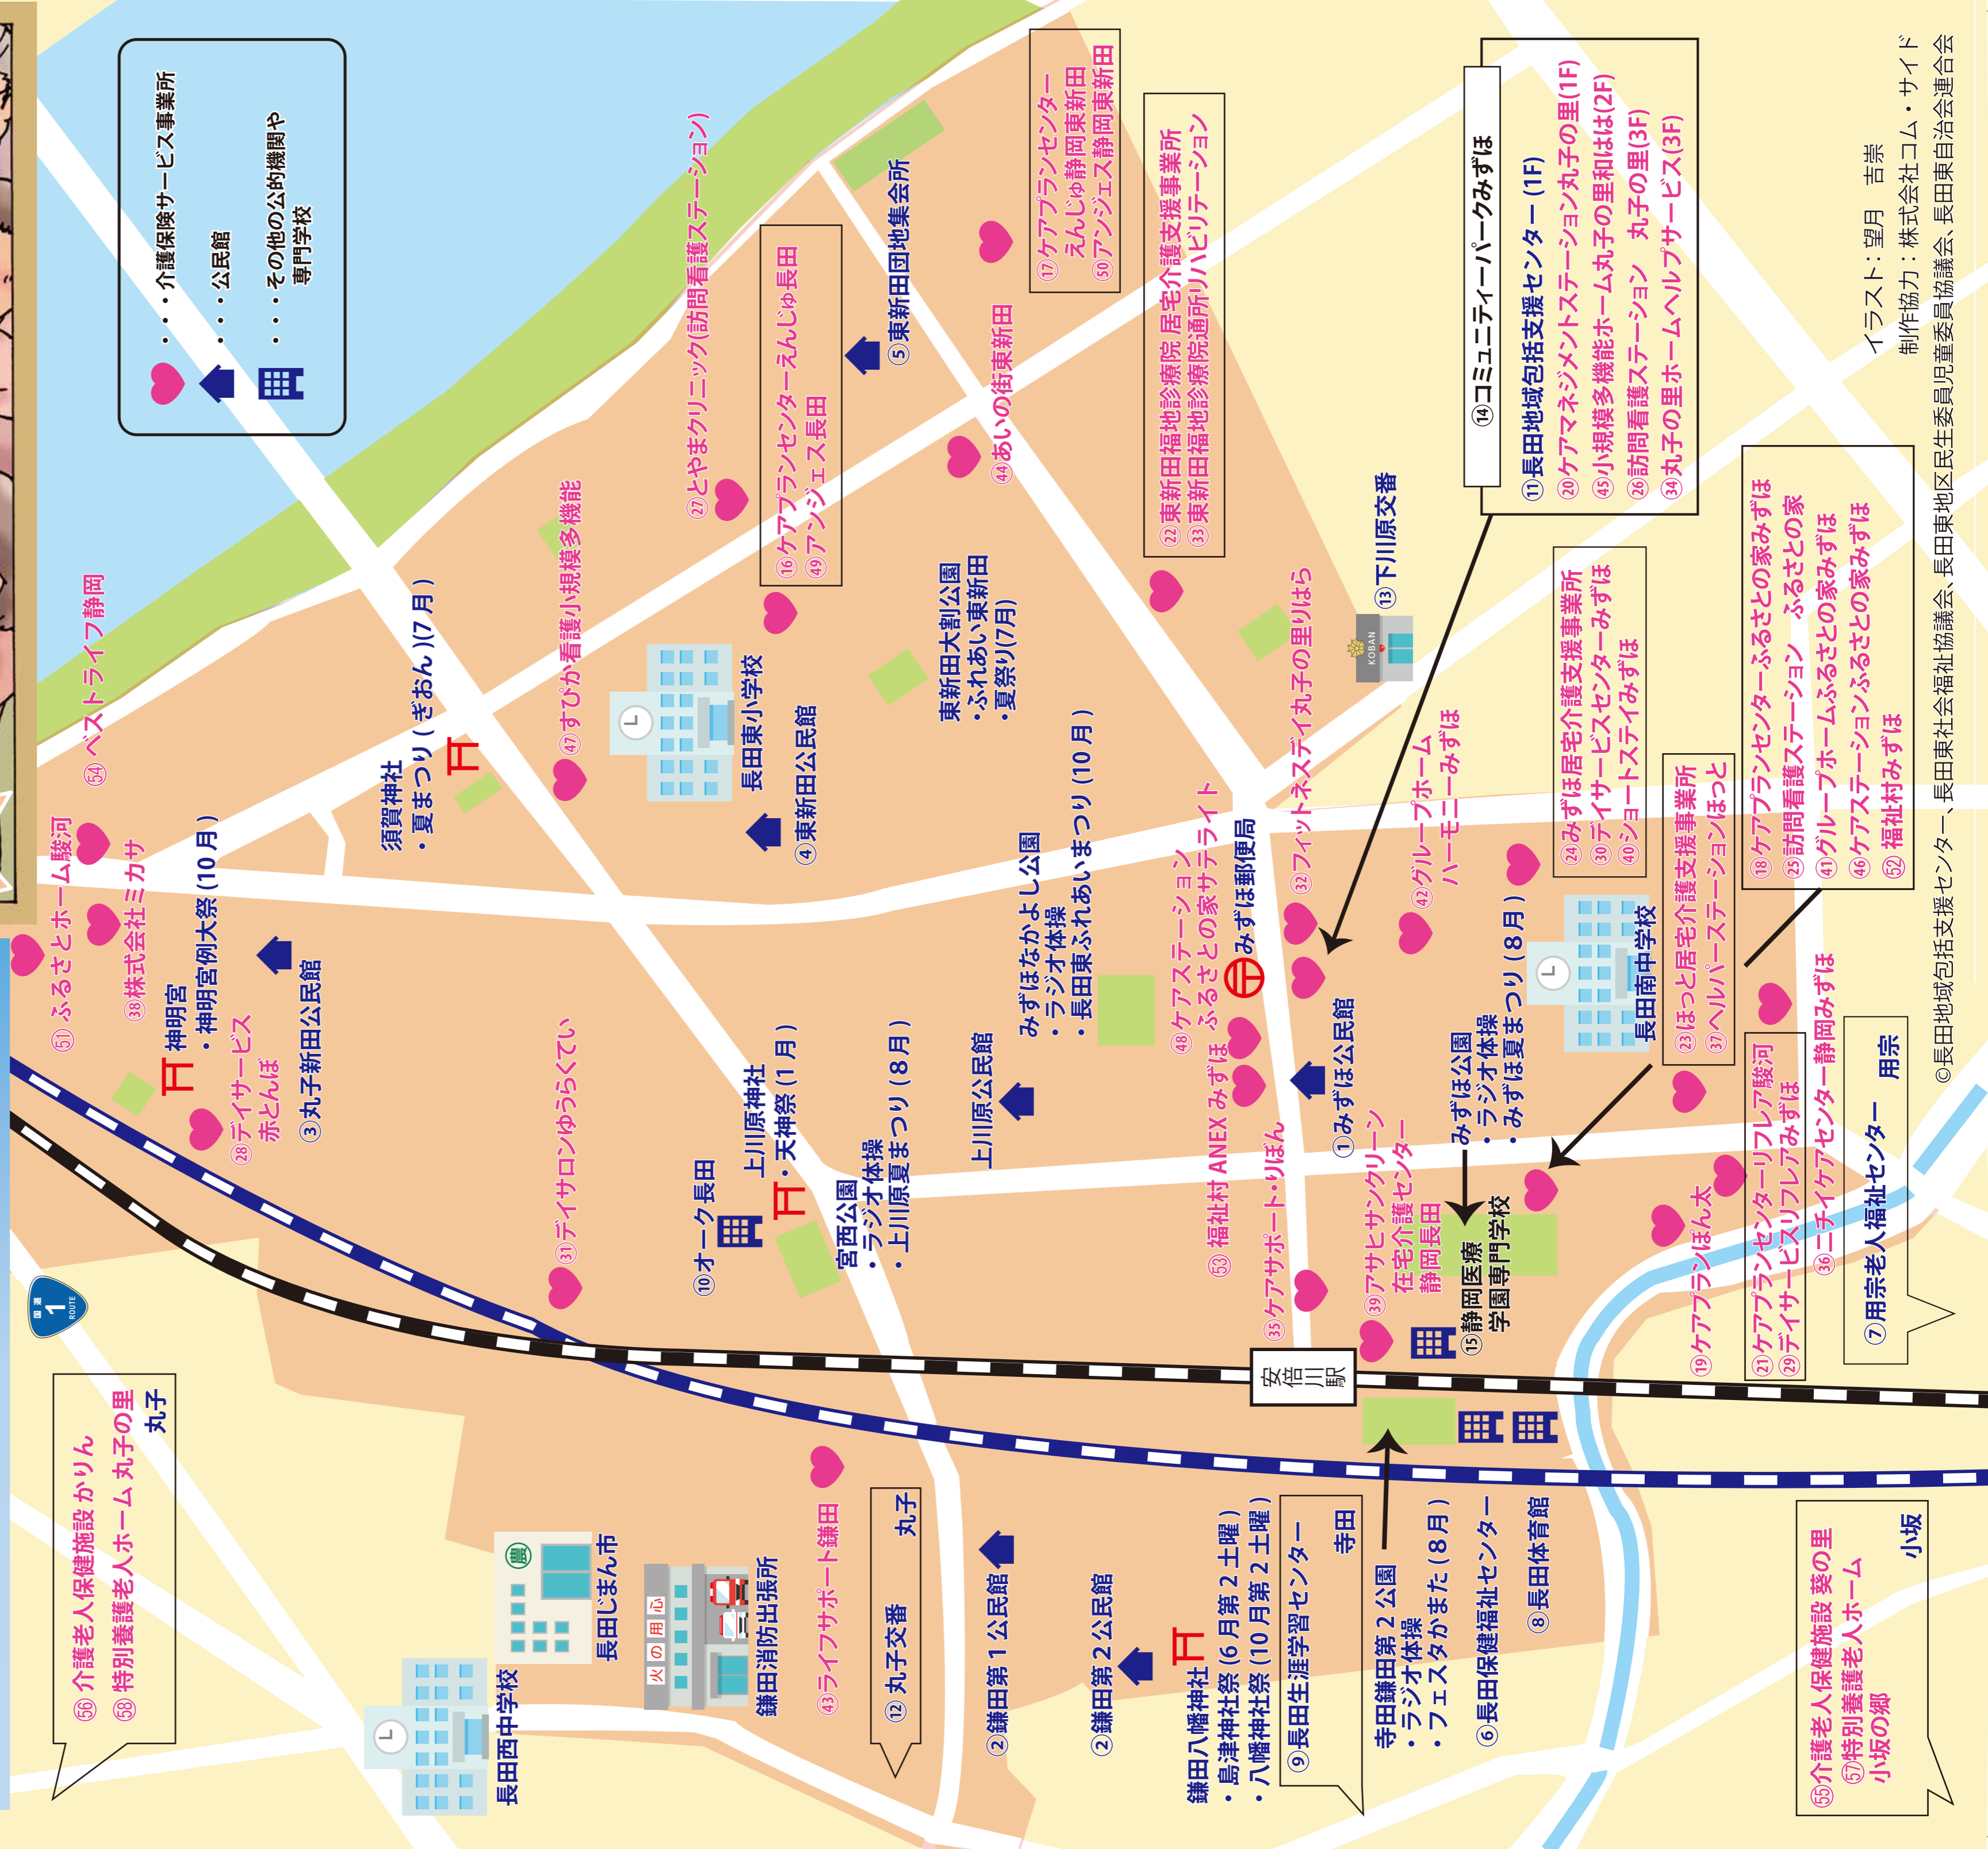 ・・・介護保険サービス事業所
・・・公民館
・・・その他の公的機関や
専門学校
㊿アンジェス静岡東新田
⑰ケアプランセンター
えんじゅ静岡東新田
㉗とやまクリニック(訪問看護ステーション)
⑯ケアプランセンターえんじゅ長田
㊾アンジェス長田
⑤東新田団地集会所
㊹あいの街東新田
㉒東新田福地診療院 居宅介護支援事業所
㉝東新田福地診療院通所リハビリテーション
⑭コミュニティーパークみずほ
⑪長田地域包括支援センター (1F)
⑳ケアマネジメントステーション丸子の里(1F)
㊺小規模多機能ホーム丸子の里和はは(2F)
㉖訪問看護ステーション　丸子の里(3F)
㉞丸子の里ホームヘルプサービス(3F)
イラスト：望月　吉崇
制作協力：株式会社コム・サイド
©長田地域包括支援センター、長田東社会福祉協議会、長田東地区民生委員児童委員協議会、長田東自治会連合会
54 ベストライフ静岡
須賀神社
・夏まつり ( ぎおん )(7 月 )
㊼すぴか看護小規模多機能
長田東小学校
④東新田公民館
東新田大割公園
・ふれあい東新田
・夏祭り(7月)
⑬下川原交番
KOBAN
㉜フィットネスデイ丸子の里りはら
㊷グループホーム
ハーモニーみずほ
㉔みずほ居宅介護支援事業所
㉚デイサービスセンターみずほ
㊵ショートステイみずほ
㉓ほっと居宅介護支援事業所
㊲ヘルパーステーションほっと
⑱ケアプランセンターふるさとの家みずほ
㉕訪問看護ステーション　ふるさとの家
㊶グループホームふるさとの家みずほ
㊻ケアステーションふるさとの家みずほ
52 福祉村みずほ
51 ふるさとホーム駿河
㊳株式会社ミカサ
神明宮
・神明宮例大祭 (10 月 )
㉘デイサービス
赤とんぼ
③丸子新田公民館
㉛デイサロンゆうらくてい
⑩オーク長田
上川原神社
・天神祭 (1 月 )
宮西公園
・ラジオ体操
・上川原夏まつり ( 8 月 )
上川原公民館
みずほなかよし公園
・ラジオ体操
・長田東ふれあいまつり (10 月 )
㊽ケアステーション
ふるさとの家サテライト
みずほ郵便局
53 福祉村 ANEX みずほ
㉟ケアサポート・りぼん
①みずほ公民館
㊴アサヒサンクリーン
在宅介護センター
静岡長田
みずほ公園
・ラジオ体操
・みずほ夏まつり ( 8 月 )
⑮静岡医療
学園専門学校
長田南中学校
⑲ケアプランぽん太
㉑ケアプランセンターリフレア駿河
㉙デイサービスリフレアみずほ
㊱ニチイケアセンター静岡みずほ
⑦用宗老人福祉センター　用宗
国道
1
ROUTE
安倍川駅
56 介護老人保健施設 かりん
58 特別養護老人ホーム 丸子の里
丸子
長田西中学校
農
長田じまん市
火の用心
鎌田消防出張所
㊸ライフサポート鎌田
⑫ 丸子交番
丸子
②鎌田第 1 公民館
②鎌田第 2 公民館
鎌田八幡神社
・島津神社祭 (6 月第 2 土曜 )
・八幡神社祭 (10 月第 2 土曜 )
⑨長田生涯学習センター
寺田
寺田鎌田第 2 公園
・ラジオ体操
・フェスタかまた ( 8 月 )
⑥長田保健福祉センター
⑧長田体育館
55介護老人保健施設 葵の里
57特別養護老人ホーム
小坂の郷
小坂